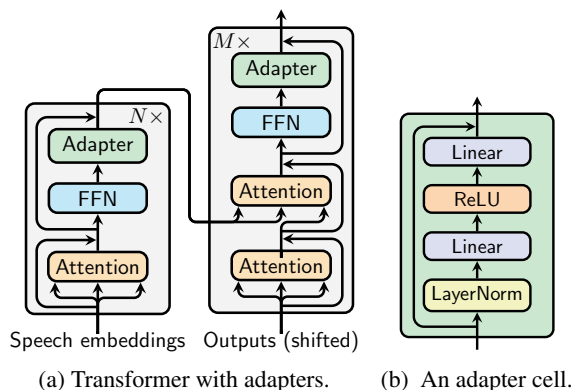 N×
Adapter
FFN
Attention
Speech embeddings
M×
Adapter
FFN
Attention
Attention
Outputs (shifted)
(a) Transformer with adapters.
Linear
ReLU
Linear
LayerNorm
(b) An adapter cell.